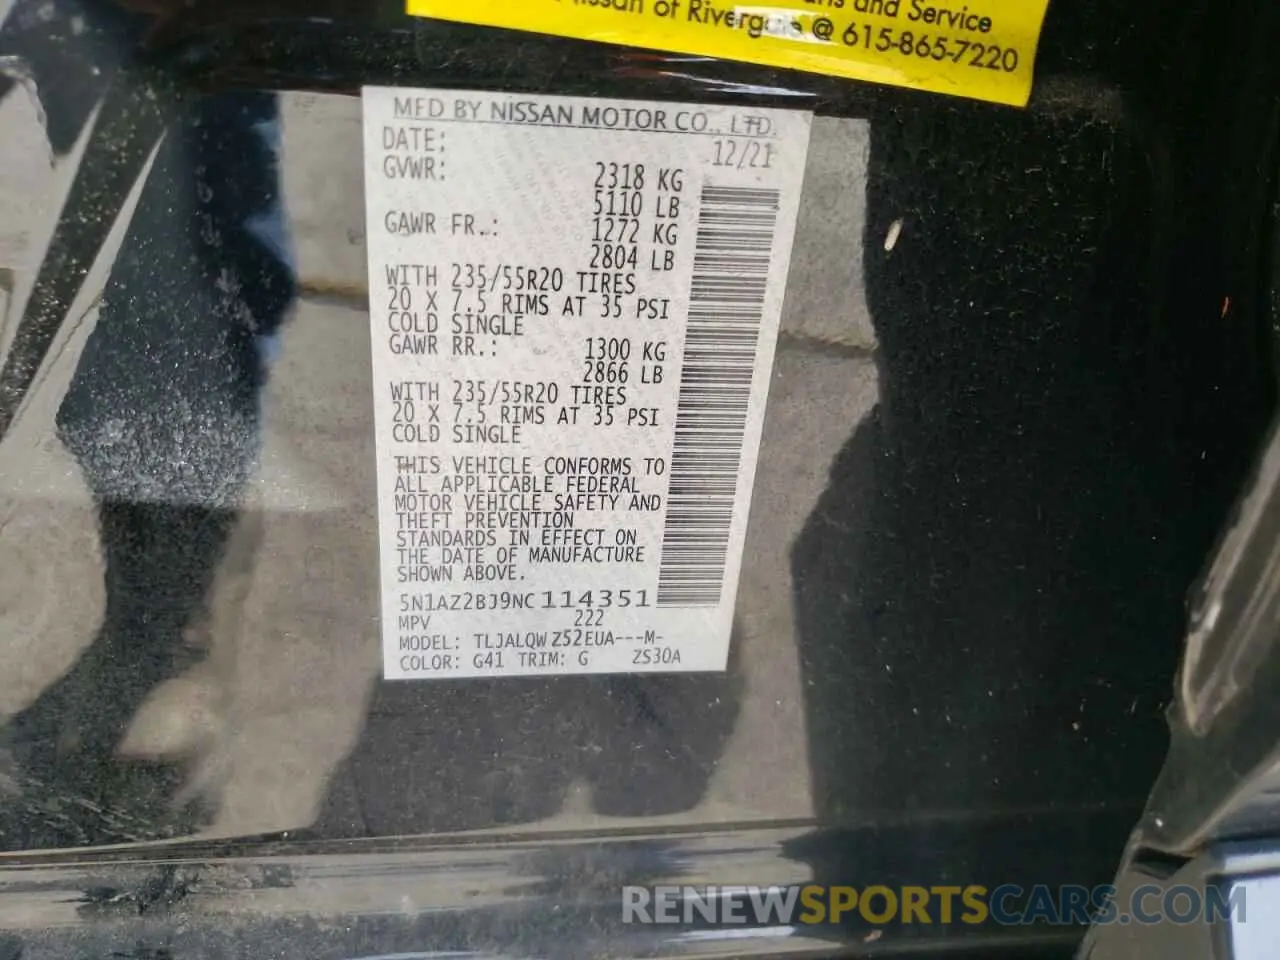 and Service
Nissan of Rivergate @ 615-865-7220
MFD BY NISSAN MOTOR CO., LTD.
DATE: 12/21
GVWR: 2318 KG
5110 LB
GAWR FR.: 1272 KG
2804 LB
WITH 235/55R20 TIRES
20 X 7.5 RIMS AT 35 PSI
COLD SINGLE
GAWR RR.: 1300 KG
2866 LB
WITH 235/55R20 TIRES
20 X 7.5 RIMS AT 35 PSI
COLD SINGLE
THIS VEHICLE CONFORMS TO
ALL APPLICABLE FEDERAL
MOTOR VEHICLE SAFETY AND
THEFT PREVENTION
STANDARDS IN EFFECT ON
THE DATE OF MANUFACTURE
SHOWN ABOVE.
5N1AZ2BJ9NC114351
MPV 222
MODEL: TLJALQW Z52EUA---M-
COLOR: G41 TRIM: G ZS30A
RENEWSPORTSCARS.COM